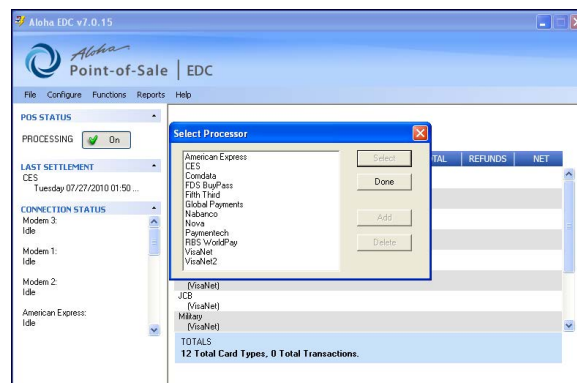 Aloha EDC v7.0.15
Aloha
Point-of-Sale | EDC
File Configure Functions Reports Help
POS STATUS
PROCESSING On
LAST SETTLEMENT
CES
Tuesday 07/27/2010 01:50 ...
CONNECTION STATUS
Modem 3:
Idle
Modem 1:
Idle
Modem 2:
Idle
American Express:
Idle
Select Processor
American Express
CES
Comdata
FDS BuyPass
Fifth Third
Global Payments
Nabanco
Nova
Paymentech
RBS WorldPay
VisaNet
VisaNet2
Select
Done
Add
Delete
TAL REFUNDS NET
(VisaNet)
JCB
(VisaNet)
Military
(VisaNet)
TOTALS
12 Total Card Types, 0 Total Transactions.